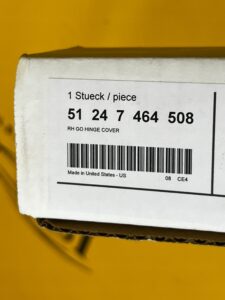 1 Stueck / piece
51 24 7 464 508
RH GO HINGE COVER
Made in United States - US 08 CE4